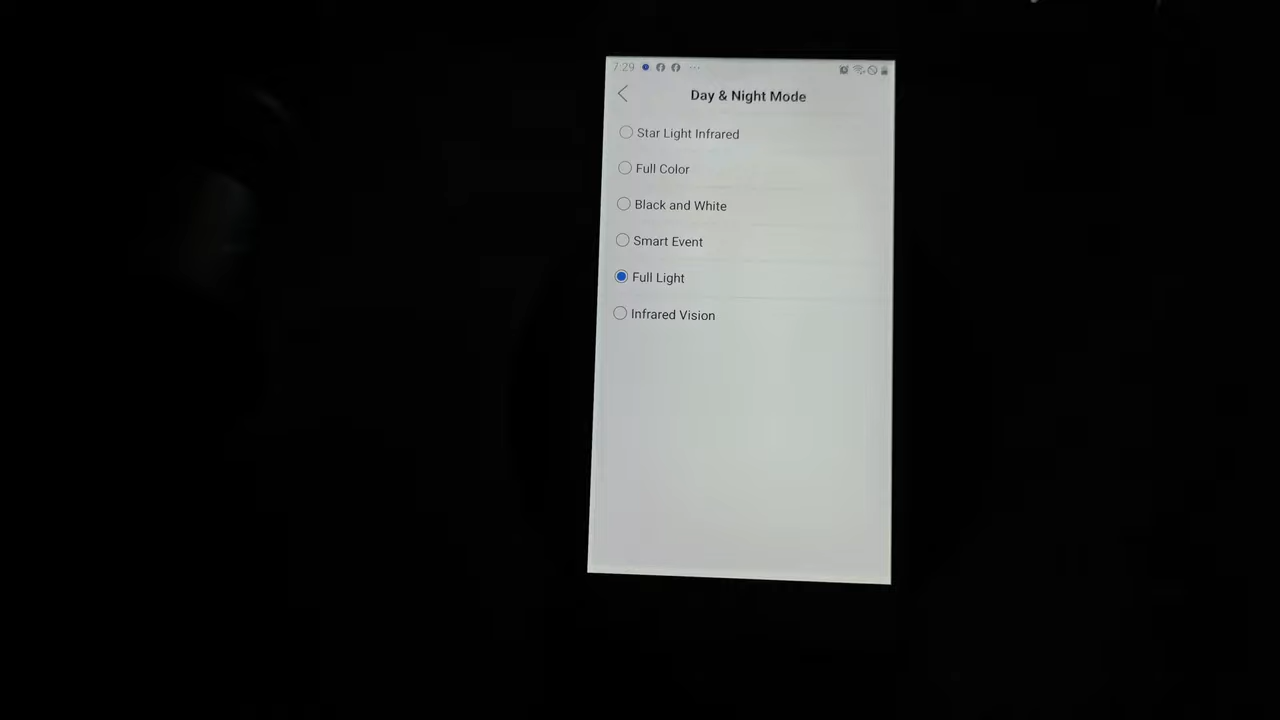 7:29
Day & Night Mode
Star Light Infrared
Full Color
Black and White
Smart Event
Full Light
Infrared Vision